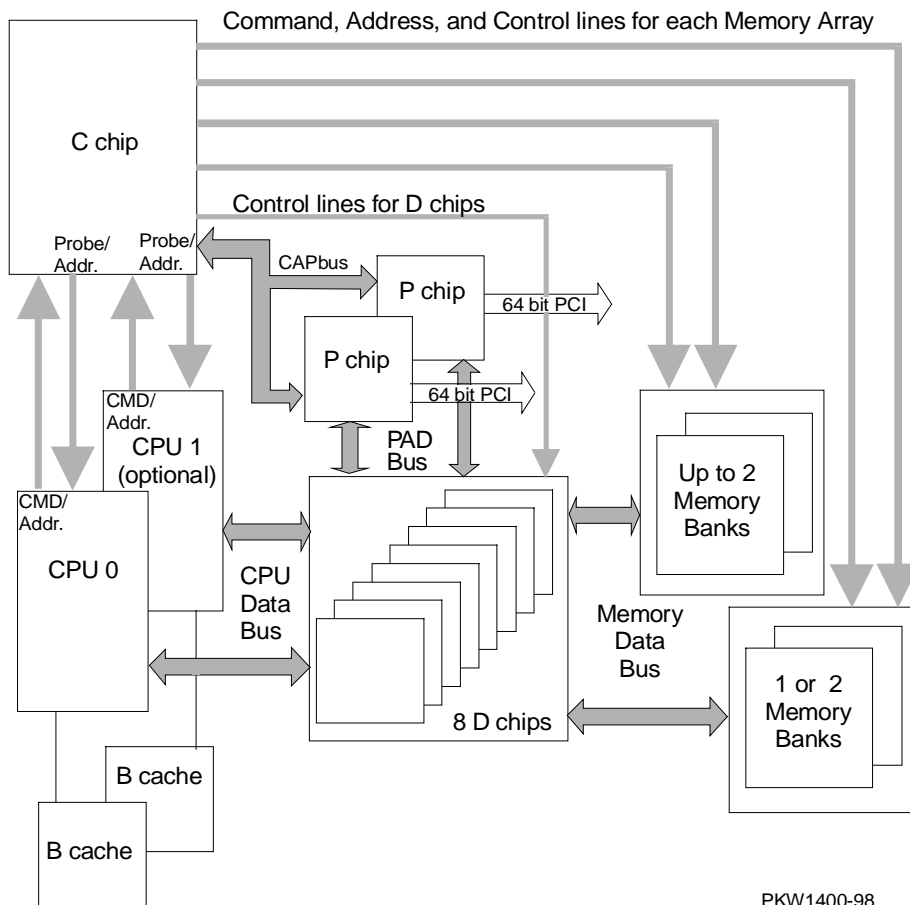 Command, Address, and Control lines for each Memory Array
C chip
Control lines for D chips
Probe/
Addr.
Probe/
Addr.
CAPbus
P chip
64 bit PCI
P chip
64 bit PCI
CMD/
Addr.
CPU 1
(optional)
PAD
Bus
Up to 2
Memory
Banks
CMD/
Addr.
CPU 0
CPU
Data
Bus
Memory
Data
Bus
1 or 2
Memory
Banks
8 D chips
B cache
B cache
PKW1400-98